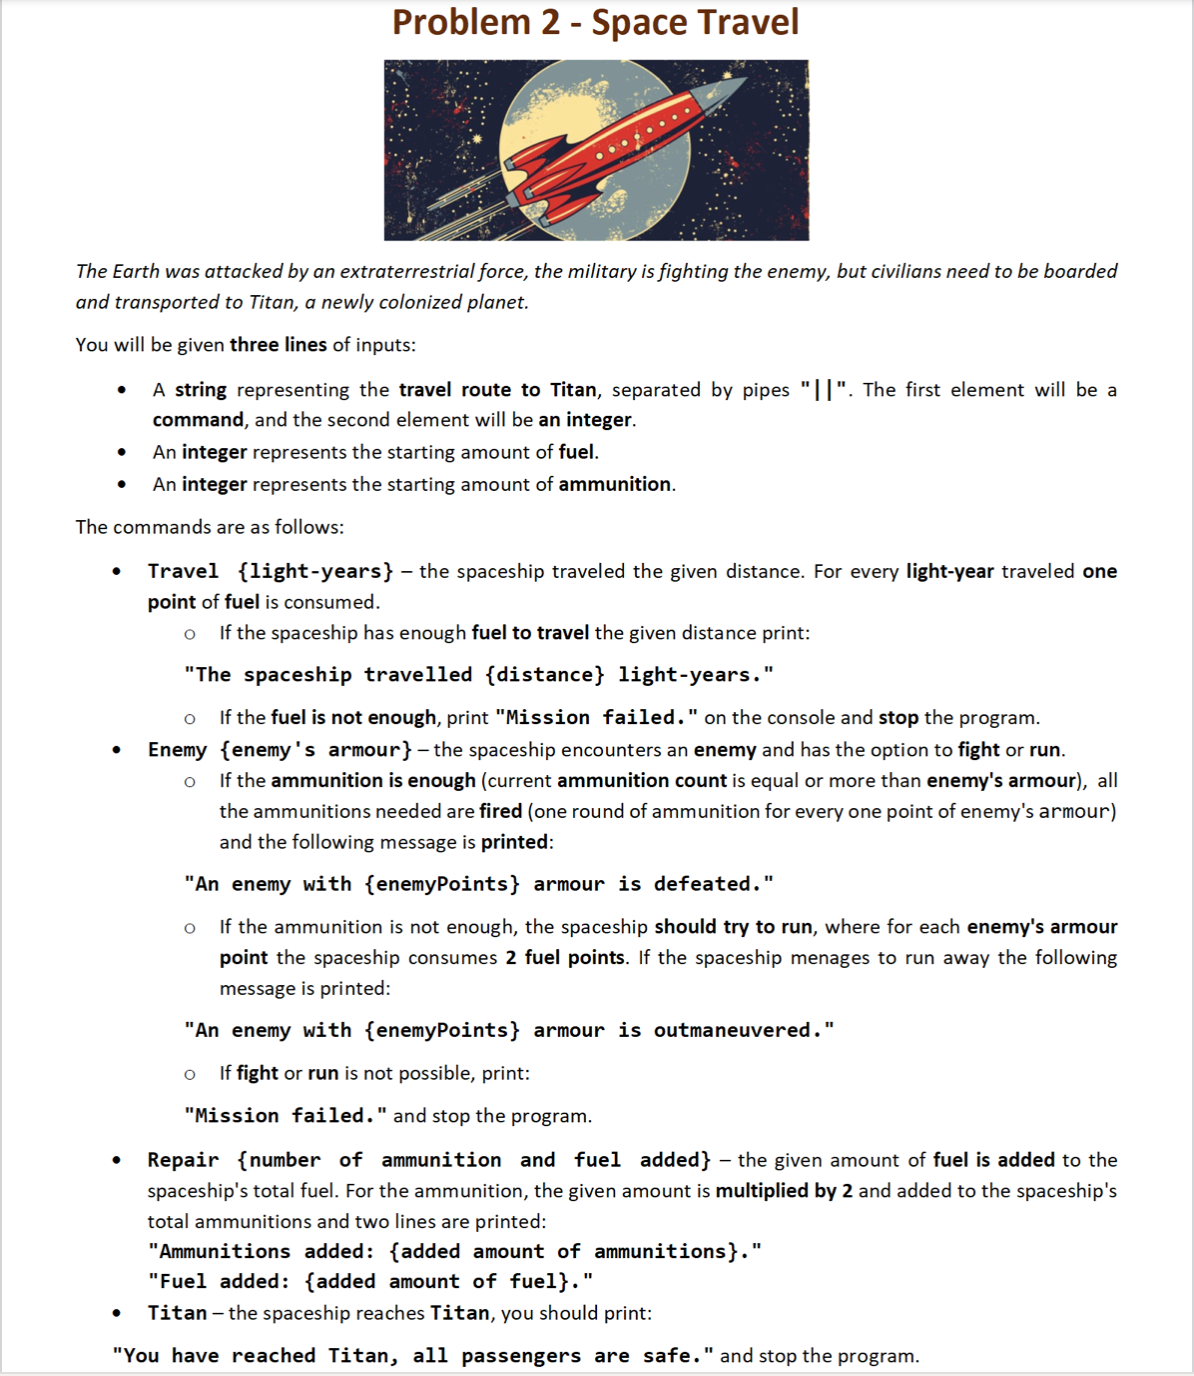 Problem 2 - Space Travel
The Earth was attacked by an extraterrestrial force, the military is fighting the enemy, but civilians need to be boarded
and transported to Titan, a newly colonized planet.
You will be given three lines of inputs:
• A string representing the travel route to Titan, separated by pipes "||". The first element will be a
command, and the second element will be an integer.
• An integer represents the starting amount of fuel.
• An integer represents the starting amount of ammunition.
The commands are as follows:
• Travel {light-years} – the spaceship traveled the given distance. For every light-year traveled one
point of fuel is consumed.
o If the spaceship has enough fuel to travel the given distance print:
"The spaceship travelled {distance} light-years."
o If the fuel is not enough, print "Mission failed." on the console and stop the program.
• Enemy {enemy's armour} – the spaceship encounters an enemy and has the option to fight or run.
o If the ammunition is enough (current ammunition count is equal or more than enemy's armour), all
the ammunitions needed are fired (one round of ammunition for every one point of enemy's armour)
and the following message is printed:
"An enemy with {enemyPoints} armour is defeated."
o If the ammunition is not enough, the spaceship should try to run, where for each enemy's armour
point the spaceship consumes 2 fuel points. If the spaceship menages to run away the following
message is printed:
"An enemy with {enemyPoints} armour is outmaneuvered."
o If fight or run is not possible, print:
"Mission failed." and stop the program.
• Repair {number of ammunition and fuel added} – the given amount of fuel is added to the
spaceship's total fuel. For the ammunition, the given amount is multiplied by 2 and added to the spaceship's
total ammunitions and two lines are printed:
"Ammunitions added: {added amount of ammunitions}."
"Fuel added: {added amount of fuel}."
• Titan – the spaceship reaches Titan, you should print:
"You have reached Titan, all passengers are safe." and stop the program.